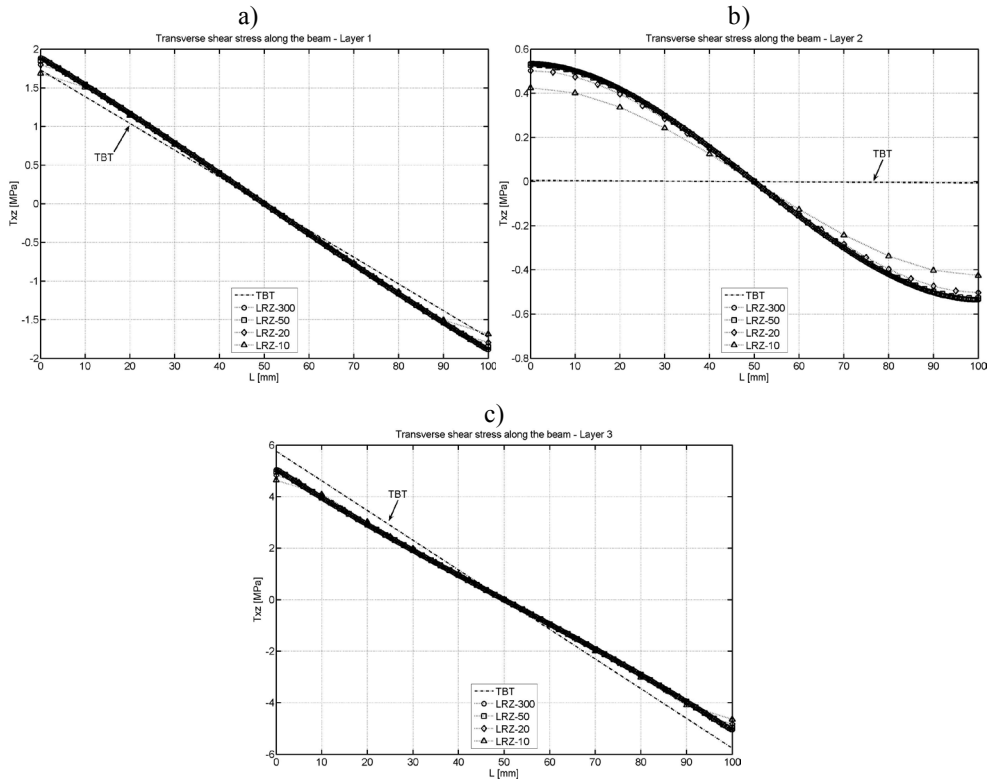 a)
Transverse shear stress along the beam - Layer 1
2
1.5
1
0.5
0
-0.5
-1
-1.5
-2
Txz [MPa]
TBT
TBT
LRZ-300
LRZ-50
LRZ-20
LRZ-10
0 10 20 30 40 50 60 70 80 90 100
L [mm]
b)
Transverse shear stress along the beam - Layer 2
0.6
0.4
0.2
0
-0.2
-0.4
-0.6
-0.8
Txz [MPa]
TBT
TBT
LRZ-300
LRZ-50
LRZ-20
LRZ-10
0 10 20 30 40 50 60 70 80 90 100
L [mm]
c)
Transverse shear stress along the beam - Layer 3
6
4
2
0
-2
-4
-6
Txz [MPa]
TBT
TBT
LRZ-300
LRZ-50
LRZ-20
LRZ-10
0 10 20 30 40 50 60 70 80 90 100
L [mm]